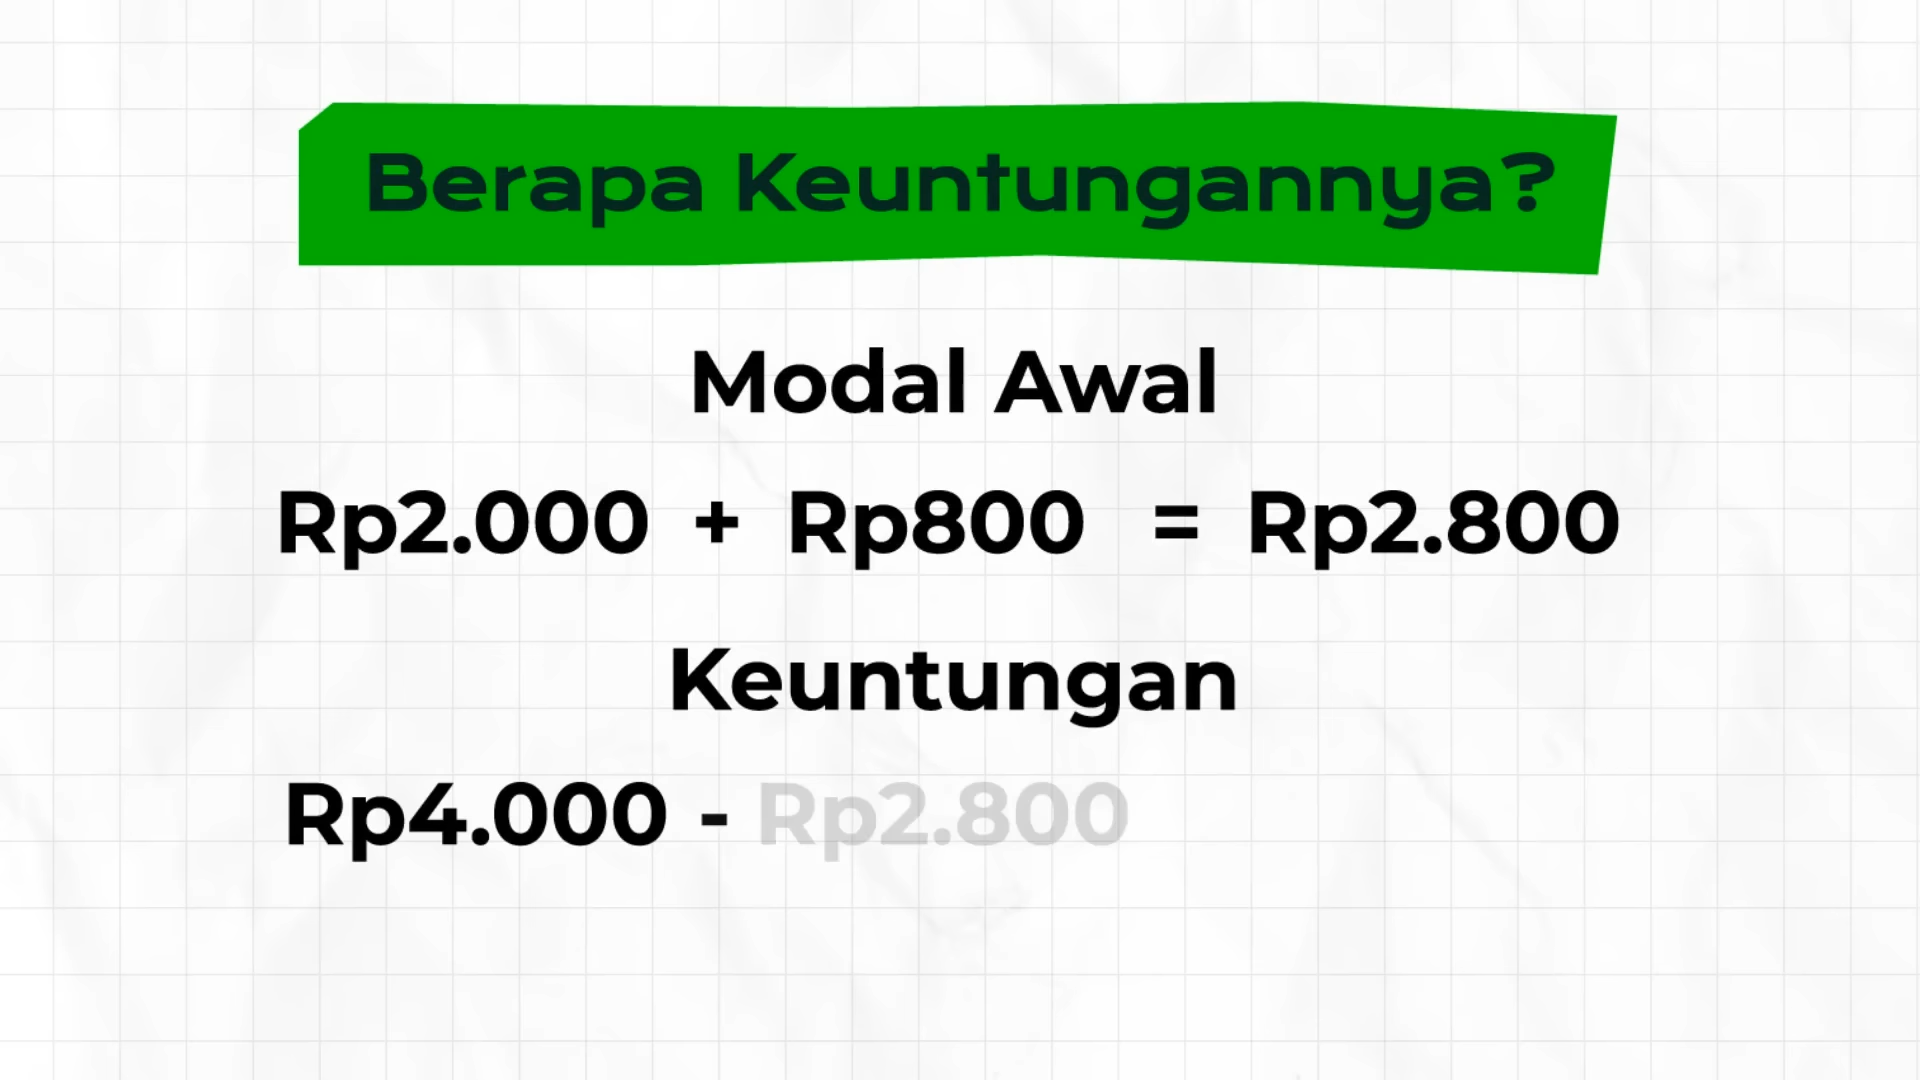 Berapa Keuntungannya?
Modal Awal
Rp2.000 + Rp800 = Rp2.800
Keuntungan
Rp4.000 - Rp2.800